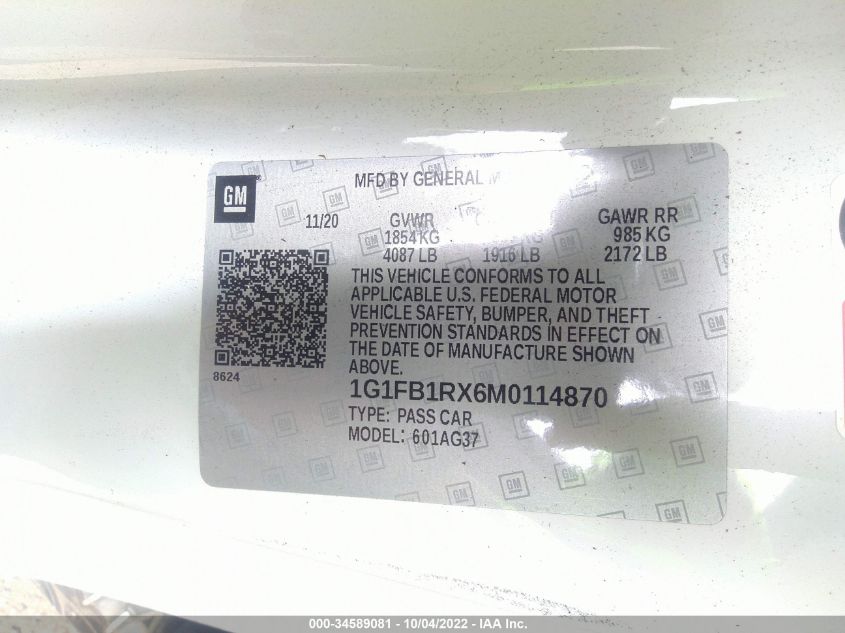 GM
MFD BY GENERAL
11/20 GVWR GAWR RR
1854 KG 985 KG
4087 LB 1916 LB 2172 LB
THIS VEHICLE CONFORMS TO ALL
APPLICABLE U.S. FEDERAL MOTOR
VEHICLE SAFETY, BUMPER, AND THEFT
PREVENTION STANDARDS IN EFFECT ON
THE DATE OF MANUFACTURE SHOWN
ABOVE.
8624
1G1FB1RX6M0114870
TYPE: PASS CAR
MODEL: 601AG37
000-34589081 - 10/04/2022 - IAA Inc.